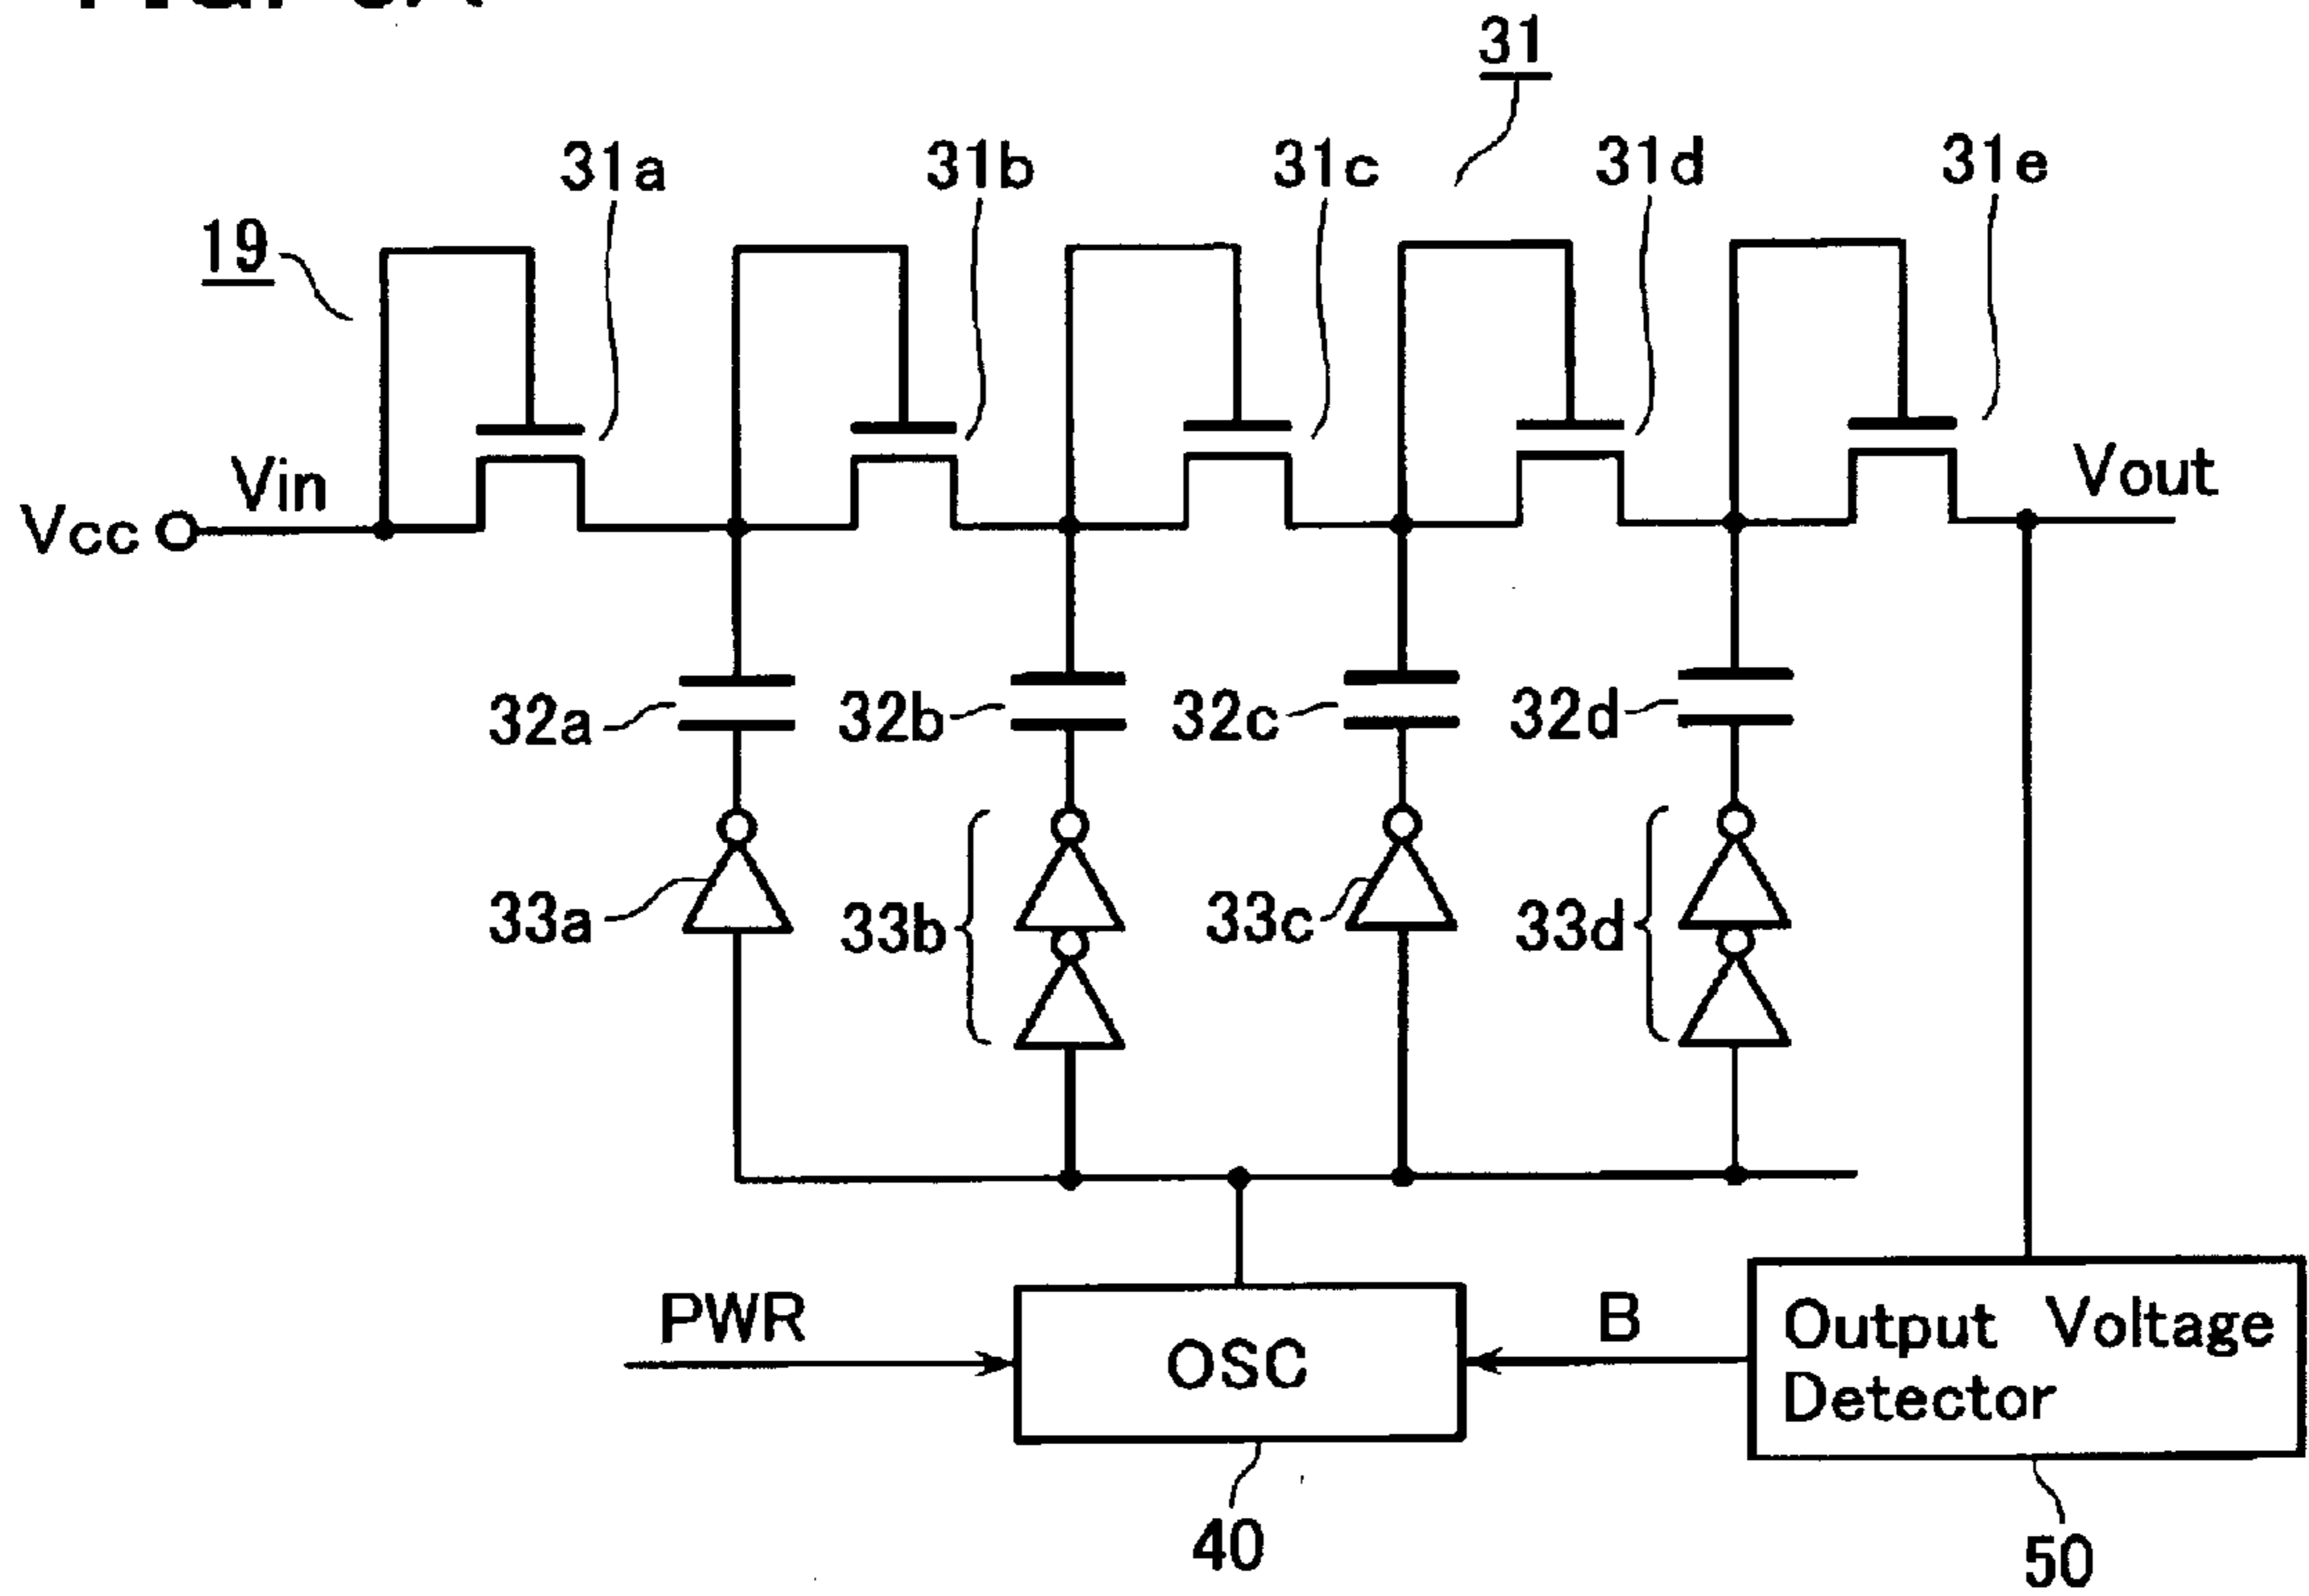 31
31a
31b
31c
31d
31e
19
Vin
Vcc
Vout
32a
32b
32c
32d
33a
33b
33c
33d
PWR
OSC
B
Output Voltage
Detector
40
50